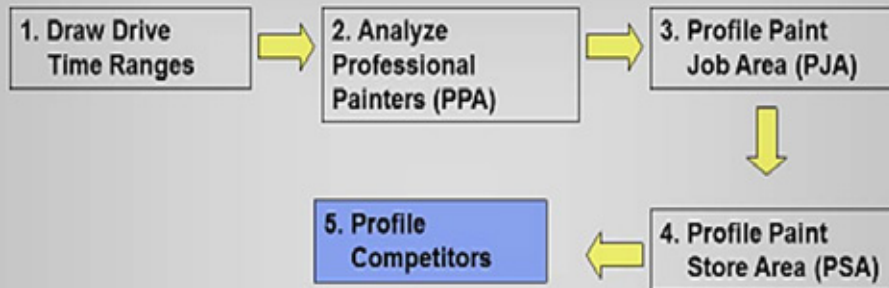 1. Draw Drive
Time Ranges
2. Analyze
Professional
Painters (PPA)
3. Profile Paint
Job Area (PJA)
4. Profile Paint
Store Area (PSA)
5. Profile
Competitors